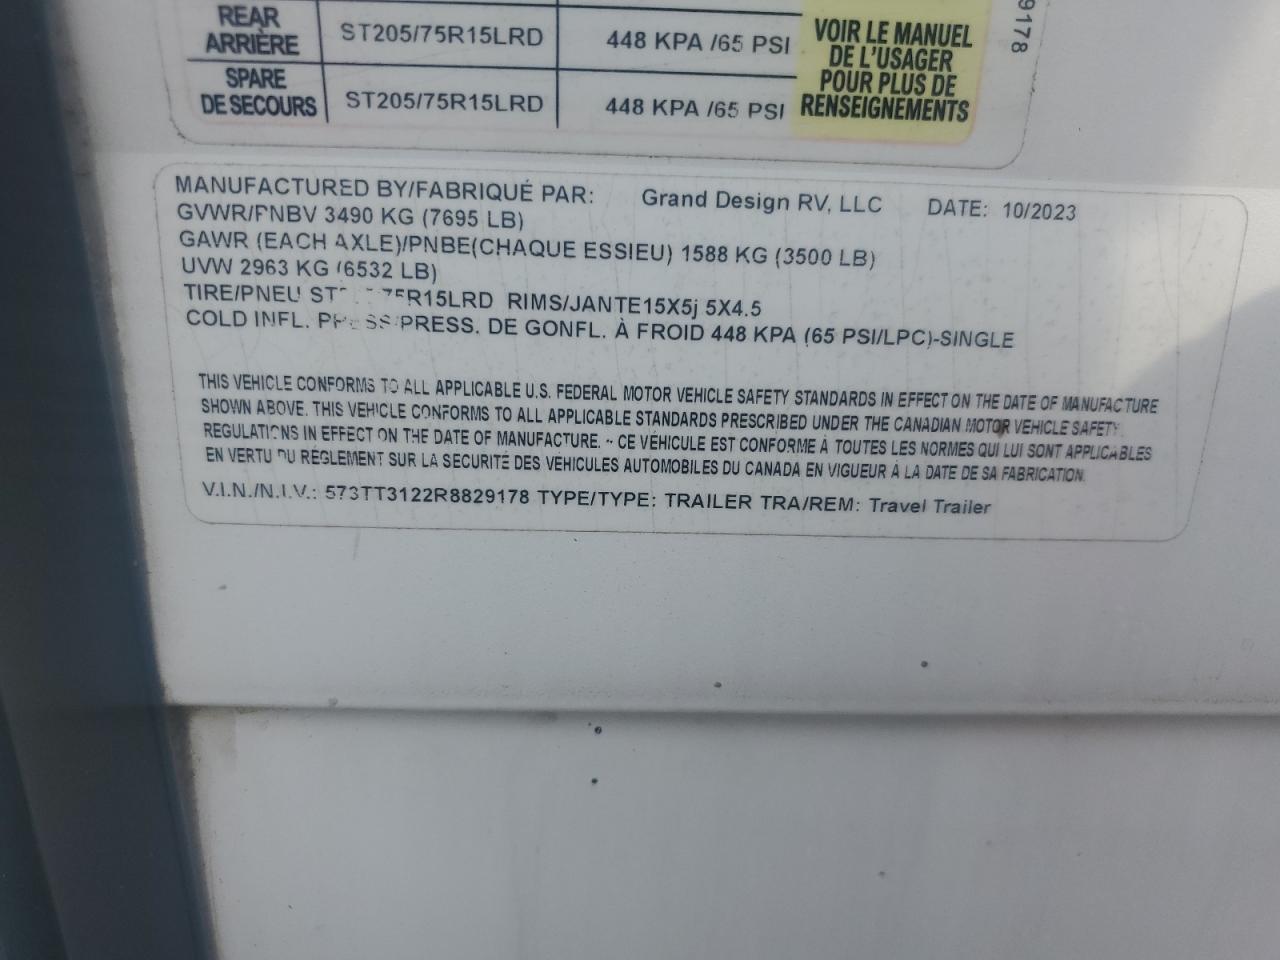 REAR
ARRIÈRE
ST205/75R15LRD
448 KPA /65 PSI
SPARE
DE SECOURS
ST205/75R15LRD
448 KPA /65 PSI
VOIR LE MANUEL
DE L'USAGER
POUR PLUS DE
RENSEIGNEMENTS
9178
MANUFACTURED BY/FABRIQUÉ PAR: Grand Design RV, LLC DATE: 10/2023
GVWR/PNBV 3490 KG (7695 LB)
GAWR (EACH AXLE)/PNBE(CHAQUE ESSIEU) 1588 KG (3500 LB)
UVW 2963 KG (6532 LB)
TIRE/PNEU RIMS/JANTE15X5j 5X4.5
COLD INFL. PRESS/PRESS. DE GONFL. À FROID 448 KPA (65 PSI/LPC)-SINGLE
THIS VEHICLE CONFORMS TO ALL APPLICABLE U.S. FEDERAL MOTOR VEHICLE SAFETY STANDARDS IN EFFECT ON THE DATE OF MANUFACTURE
SHOWN ABOVE. THIS VEHICLE CONFORMS TO ALL APPLICABLE STANDARDS PRESCRIBED UNDER THE CANADIAN MOTOR VEHICLE SAFETY
REGULATIONS IN EFFECT ON THE DATE OF MANUFACTURE. ~ CE VÉHICULE EST CONFORME À TOUTES LES NORMES QUI LUI SONT APPLICABLES
EN VERTU DU RÈGLEMENT SUR LA SÉCURITÉ DES VÉHICULES AUTOMOBILES DU CANADA EN VIGUEUR À LA DATE DE SA FABRICATION.
V.I.N./N.I.V.: 573TT3122R8829178 TYPE/TYPE: TRAILER TRA/REM: Travel Trailer